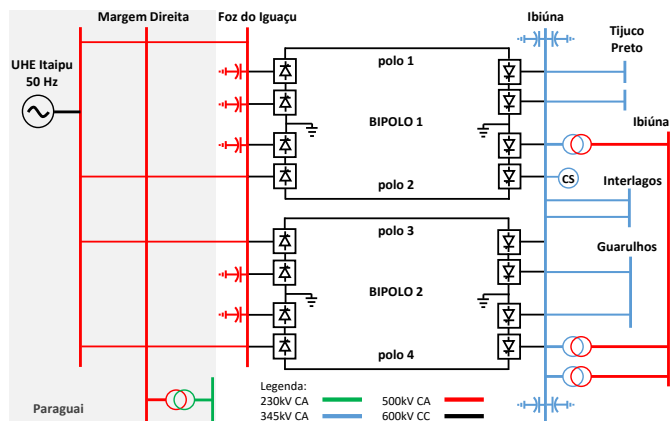 Margem Direita
Foz do Iguaçu
Ibiúna
Tijuco
Preto
UHE Itaipu
50 Hz
polo 1
BIPOLO 1
polo 2
Ibiúna
CS
Interlagos
polo 3
Guarulhos
BIPOLO 2
polo 4
Legenda:
230kV CA
500kV CA
345kV CA
600kV CC
Paraguai